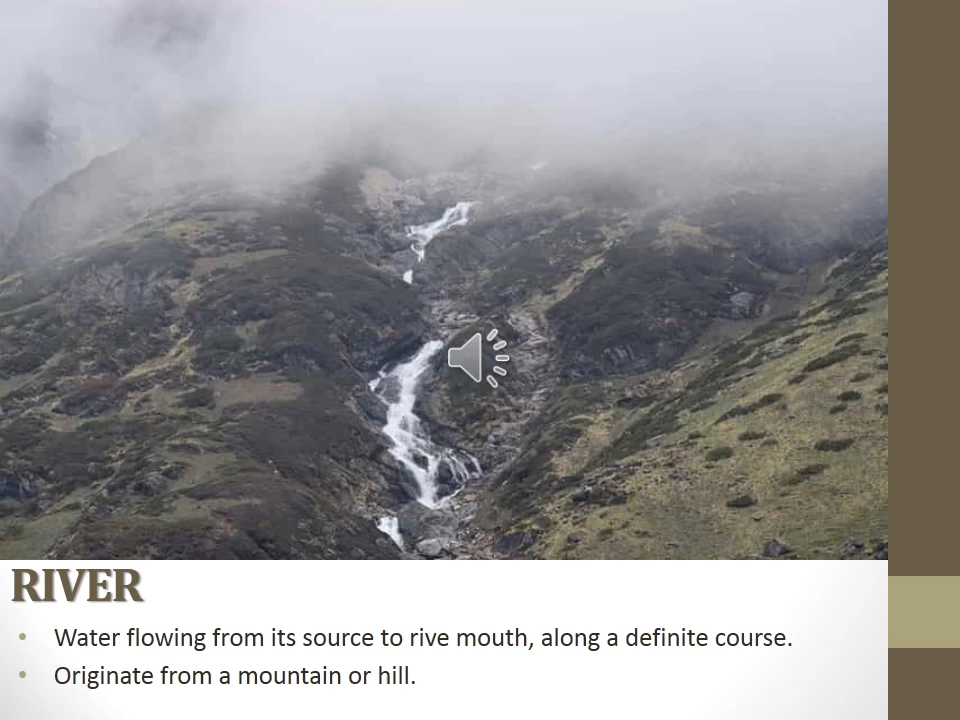 RIVER
• Water flowing from its source to rive mouth, along a definite course.
• Originate from a mountain or hill.